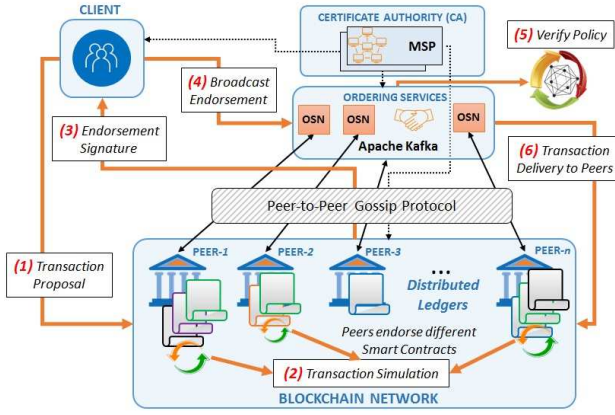 CLIENT
CERTIFICATE AUTHORITY (CA)
MSP
(5) Verify Policy
(4) Broadcast
Endorsement
ORDERING SERVICES
OSN
OSN
OSN
Apache Kafka
(3) Endorsement
Signature
(6) Transaction
Delivery to Peers
Peer-to-Peer Gossip Protocol
(1) Transaction
Proposal
PEER-1
PEER-2
PEER-3
PEER-n
...
Distributed
Ledgers
Peers endorse different
Smart Contracts
(2) Transaction Simulation
BLOCKCHAIN NETWORK